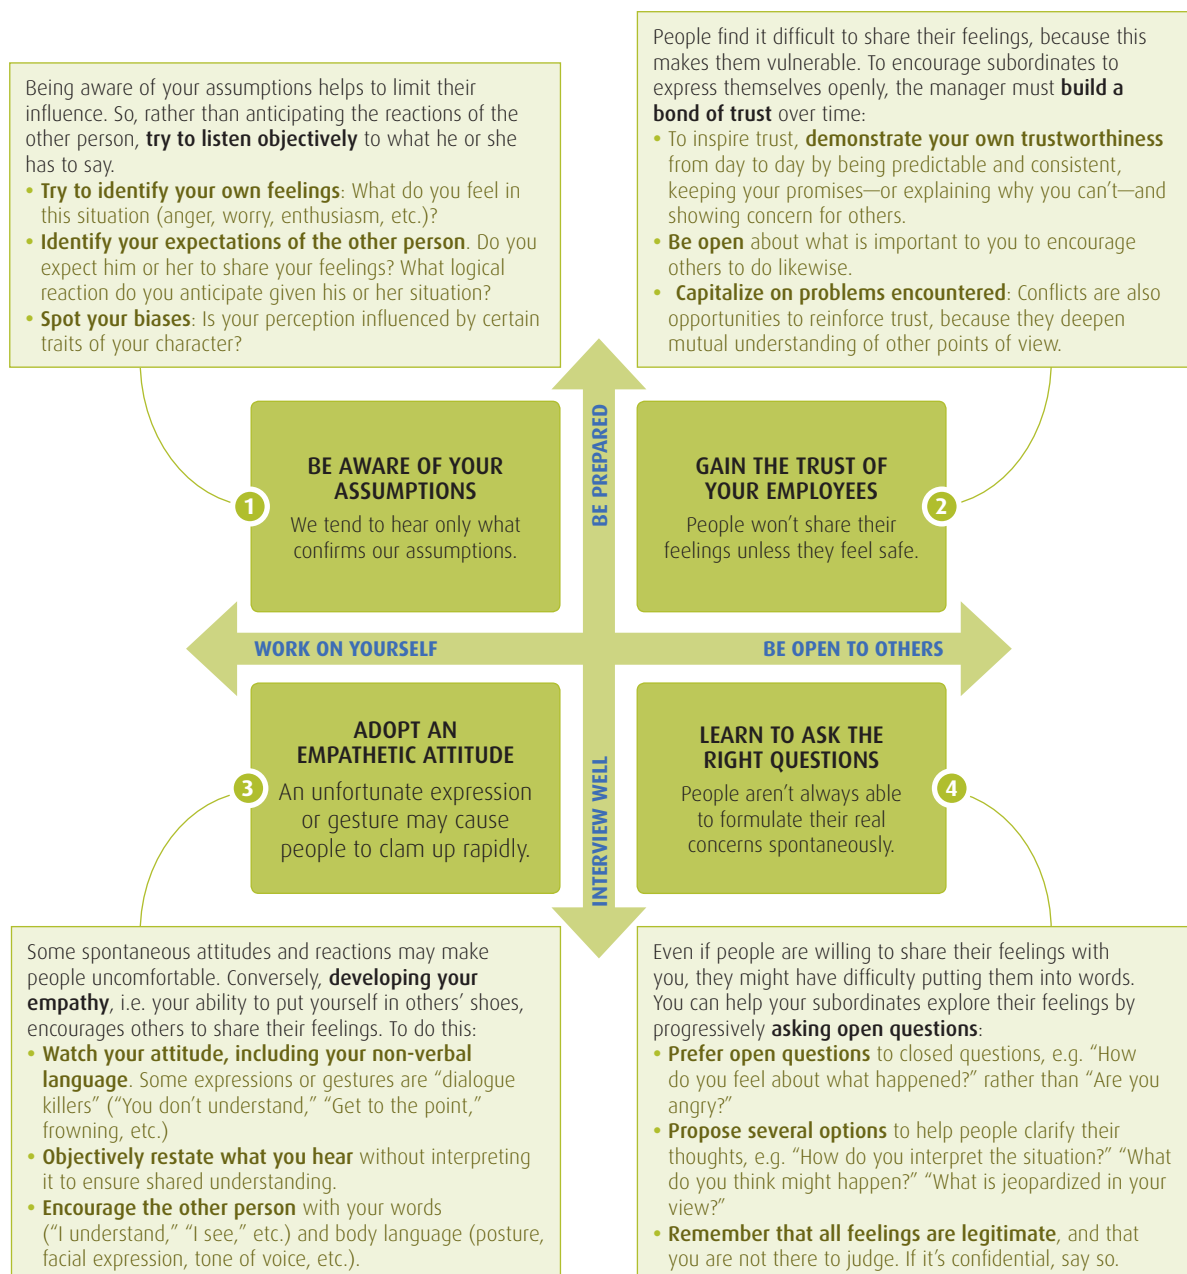 Being aware of your assumptions helps to limit their
influence. So, rather than anticipating the reactions of the
other person, try to listen objectively to what he or she
has to say.
• Try to identify your own feelings: What do you feel in
this situation (anger, worry, enthusiasm, etc.)?
• Identify your expectations of the other person. Do you
expect him or her to share your feelings? What logical
reaction do you anticipate given his or her situation?
• Spot your biases: Is your perception influenced by certain
traits of your character?
People find it difficult to share their feelings, because this
makes them vulnerable. To encourage subordinates to
express themselves openly, the manager must build a
bond of trust over time:
• To inspire trust, demonstrate your own trustworthiness
from day to day by being predictable and consistent,
keeping your promises—or explaining why you can't—and
showing concern for others.
• Be open about what is important to you to encourage
others to do likewise.
• Capitalize on problems encountered: Conflicts are also
opportunities to reinforce trust, because they deepen
mutual understanding of other points of view.
BE PREPARED
1
BE AWARE OF YOUR
ASSUMPTIONS
We tend to hear only what
confirms our assumptions.
2
GAIN THE TRUST OF
YOUR EMPLOYEES
People won't share their
feelings unless they feel safe.
WORK ON YOURSELF
BE OPEN TO OTHERS
3
ADOPT AN
EMPATHETIC ATTITUDE
An unfortunate expression
or gesture may cause
people to clam up rapidly.
4
LEARN TO ASK THE
RIGHT QUESTIONS
People aren't always able
to formulate their real
concerns spontaneously.
INTERVIEW WELL
Some spontaneous attitudes and reactions may make
people uncomfortable. Conversely, developing your
empathy, i.e. your ability to put yourself in others' shoes,
encourages others to share their feelings. To do this:
• Watch your attitude, including your non-verbal
language. Some expressions or gestures are "dialogue
killers" ("You don't understand," "Get to the point,"
frowning, etc.)
• Objectively restate what you hear without interpreting
it to ensure shared understanding.
• Encourage the other person with your words
("I understand," "I see," etc.) and body language (posture,
facial expression, tone of voice, etc.).
Even if people are willing to share their feelings with
you, they might have difficulty putting them into words.
You can help your subordinates explore their feelings by
progressively asking open questions:
• Prefer open questions to closed questions, e.g. "How
do you feel about what happened?" rather than "Are you
angry?"
• Propose several options to help people clarify their
thoughts, e.g. "How do you interpret the situation?" "What
do you think might happen?" "What is jeopardized in your
view?"
• Remember that all feelings are legitimate, and that
you are not there to judge. If it's confidential, say so.